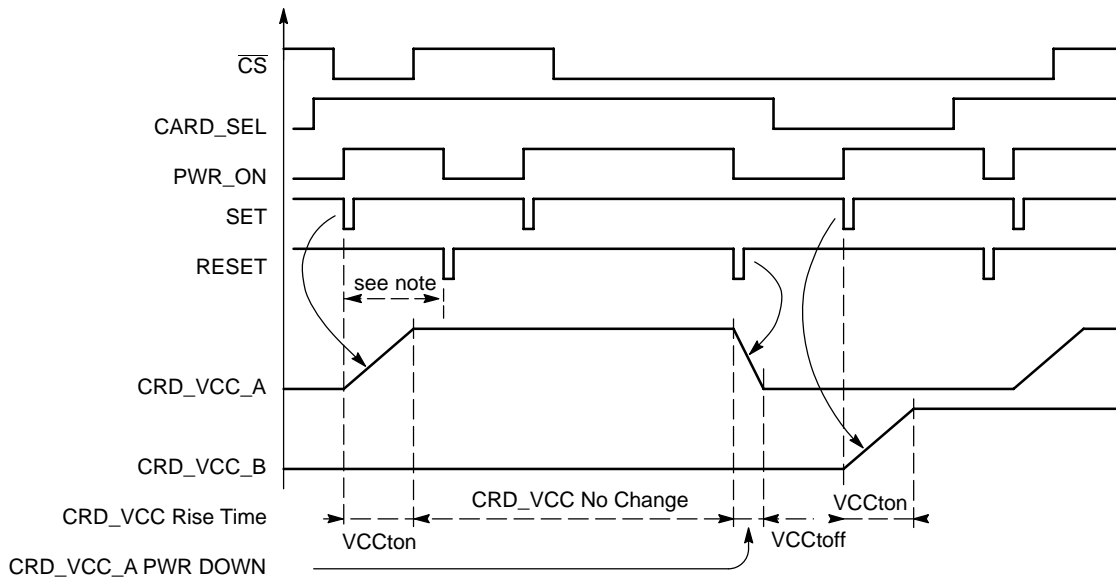 CS
CARD_SEL
PWR_ON
SET
RESET
see note
CRD_VCC_A
CRD_VCC_B
CRD_VCC No Change
VCCton
CRD_VCC Rise Time
VCCton
VCCtoff
CRD_VCC_A PWR DOWN